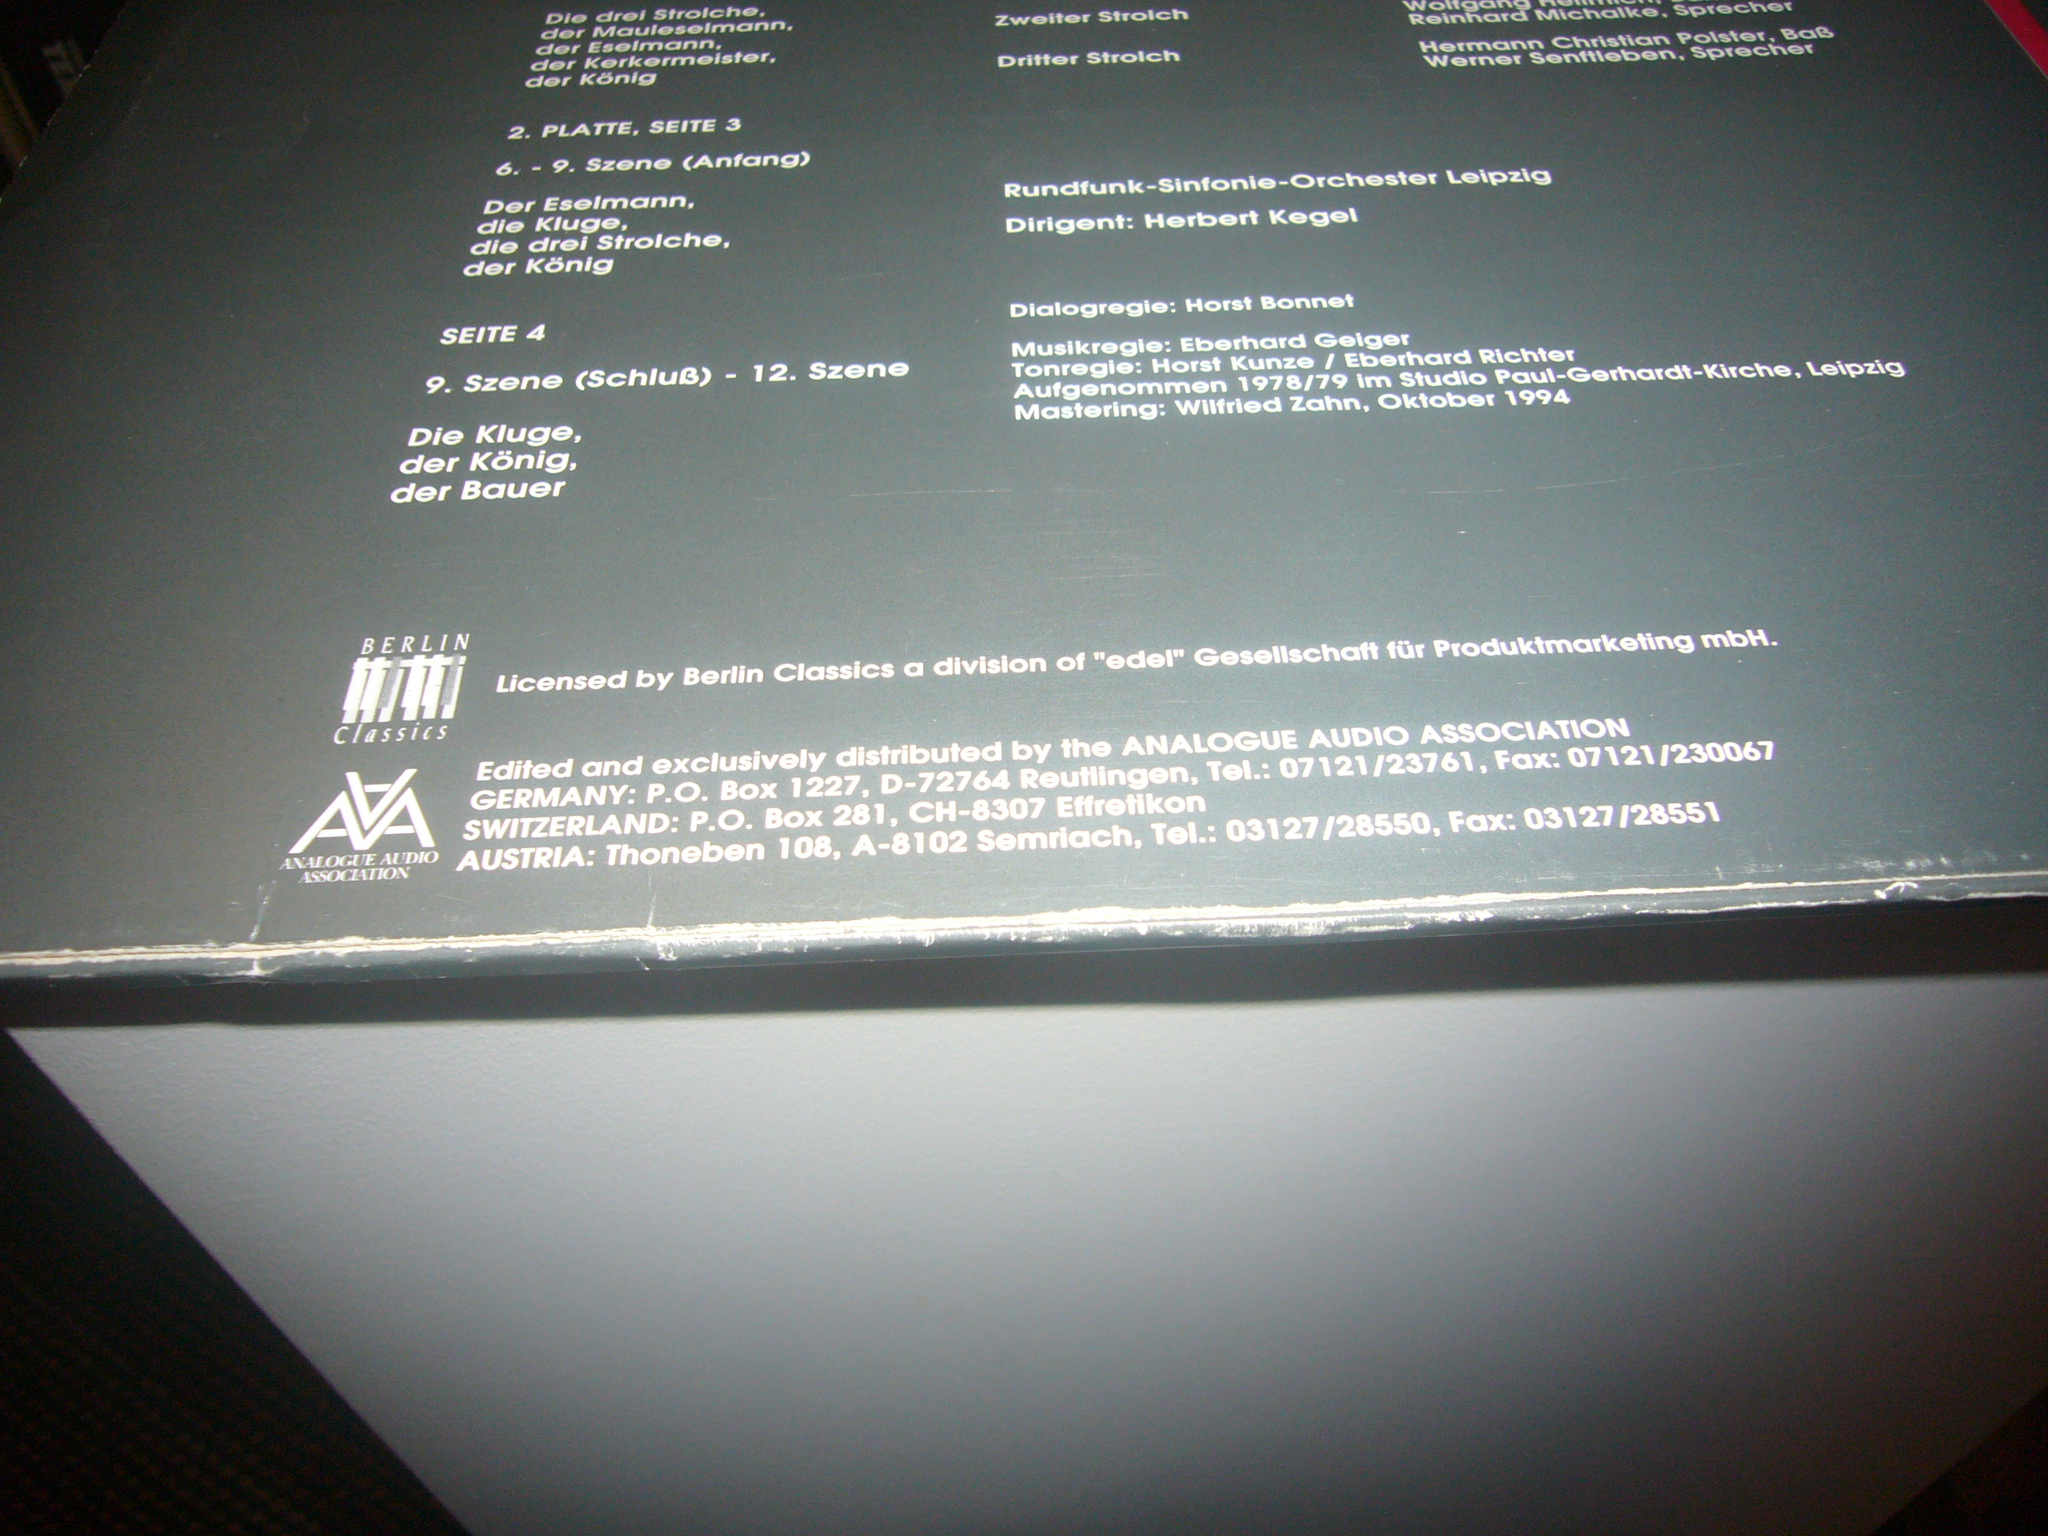 Die drei Strolche,
der Mauleselmann,
der Eselmann,
der Kerkermeister,
der König
2. PLATTE, SEITE 3
6. - 9. Szene (Anfang)
Der Eselmann,
die Kluge,
die drei Strolche,
der König
SEITE 4
9. Szene (Schluß) - 12. Szene
Die Kluge,
der König,
der Bauer
Zweiter Strolch
Dritter Strolch
Wolfgang Hellmich,
Reinhard Michalke, Sprecher
Hermann Christian Polster, Baß
Werner Senftleben, Sprecher
Rundfunk-Sinfonie-Orchester Leipzig
Dirigent: Herbert Kegel
Dialogregie: Horst Bonnet
Musikregie: Eberhard Geiger
Tonregie: Horst Kunze / Eberhard Richter
Aufgenommen 1978/79 im Studio Paul-Gerhardt-Kirche, Leipzig
Mastering: Wilfried Zahn, Oktober 1994
BERLIN
Classics
Licensed by Berlin Classics a division of "edel" Gesellschaft für Produktmarketing mbH.
ANALOGUE AUDIO
ASSOCIATION
Edited and exclusively distributed by the ANALOGUE AUDIO ASSOCIATION
GERMANY: P.O. Box 1227, D-72764 Reutlingen, Tel.: 07121/23761, Fax: 07121/230067
SWITZERLAND: P.O. Box 281, CH-8307 Effretikon
AUSTRIA: Thoneben 108, A-8102 Semriach, Tel.: 03127/28550, Fax: 03127/28551